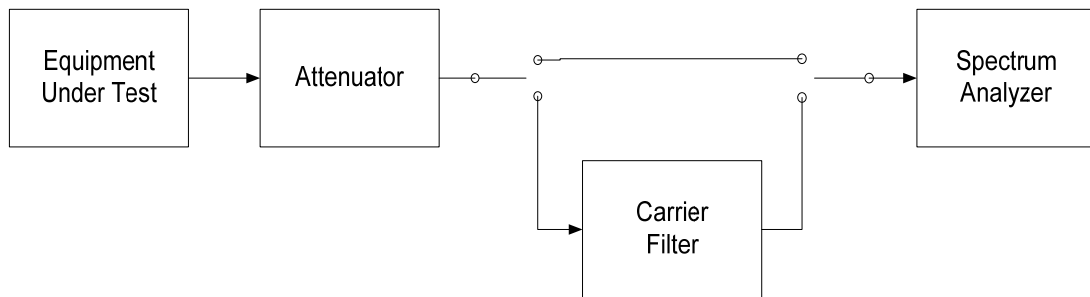 Equipment
Under Test
Attenuator
Spectrum
Analyzer
Carrier
Filter